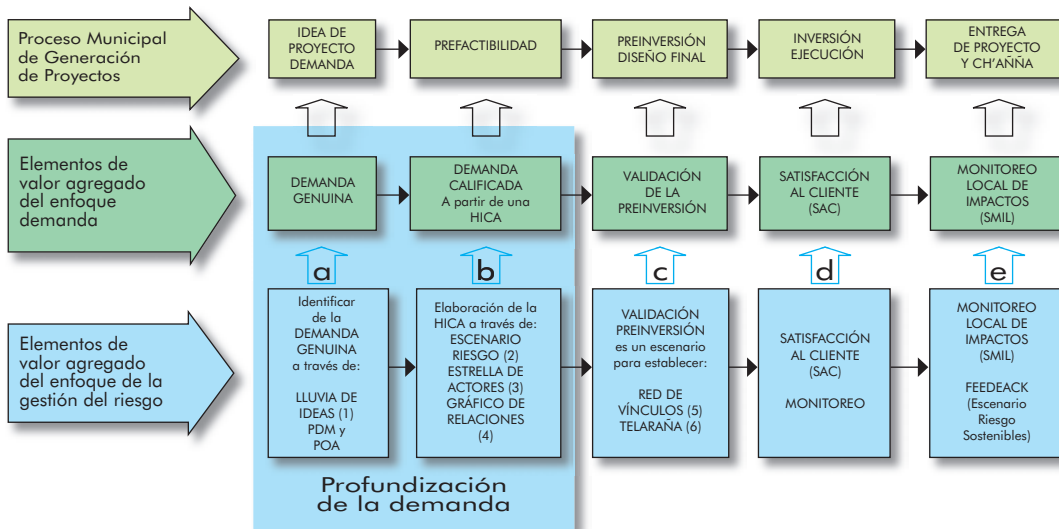 Proceso Municipal
de Generación
de Proyectos
IDEA DE
PROYECTO
DEMANDA
PREFACTIBILIDAD
PREINVERSIÓN
DISEÑO FINAL
INVERSIÓN
EJECUCIÓN
ENTREGA
DE PROYECTO
Y CH'AÑÑA
Elementos de
valor agregado
del enfoque
demanda
DEMANDA
GENUINA
DEMANDA
CALIFICADA
A partir de una
HICA
VALIDACIÓN
DE LA
PREINVERSIÓN
SATISFACCIÓN
AL CLIENTE
(SAC)
MONITOREO
LOCAL DE
IMPACTOS
(SMIL)
a
b
c
d
e
Elementos de
valor agregado
del enfoque de la
gestión del riesgo
Identificar
de la
DEMANDA
GENUINA
a través de:
LLUVIA DE
IDEAS (1)
PDM y
POA
Elaboración de la
HICA a través de:
ESCENARIO
RIESGO (2)
ESTRELLA DE
ACTORES (3)
GRÁFICO DE
RELACIONES
(4)
VALIDACIÓN
PREINVERSIÓN
es un escenario
para establecer:
RED DE
VÍNCULOS (5)
TELARAÑA (6)
SATISFACCIÓN
AL CLIENTE
(SAC)
MONITOREO
MONITOREO
LOCAL DE
IMPACTOS
(SMIL)
FEEDEACK
(Escenario
Riesgo
Sostenibles)
Profundización
de la demanda